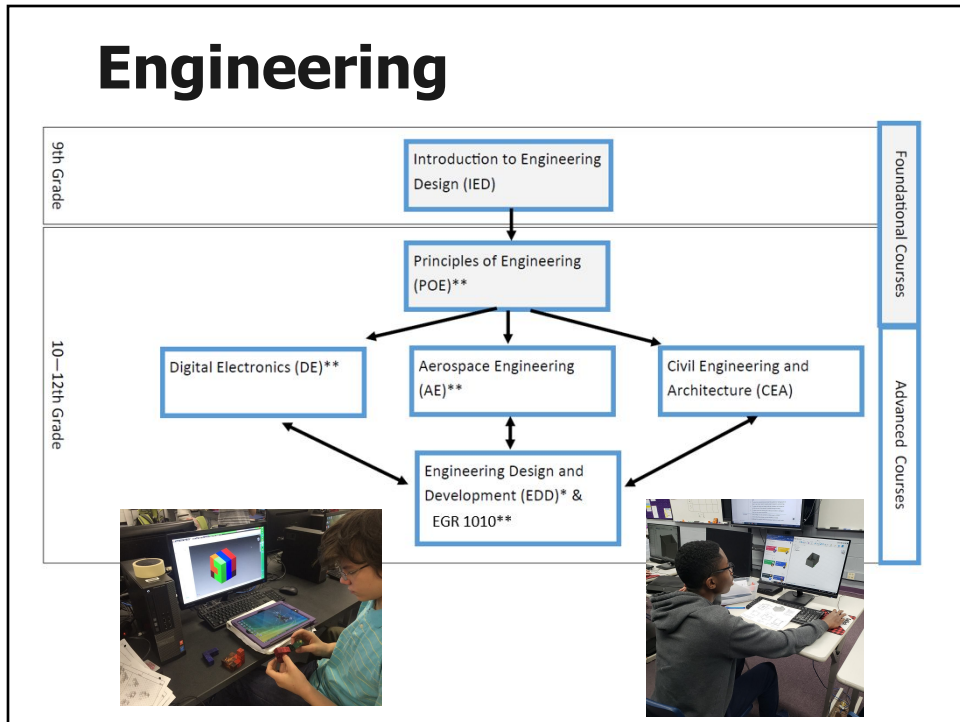 Engineering
9th Grade
Introduction to Engineering
Design (IED)
Foundational Courses
Principles of Engineering
(POE)**
10—12th Grade
Digital Electronics (DE)**
Aerospace Engineering
(AE)**
Civil Engineering and
Architecture (CEA)
Advanced Courses
Engineering Design and
Development (EDD)* &
EGR 1010**